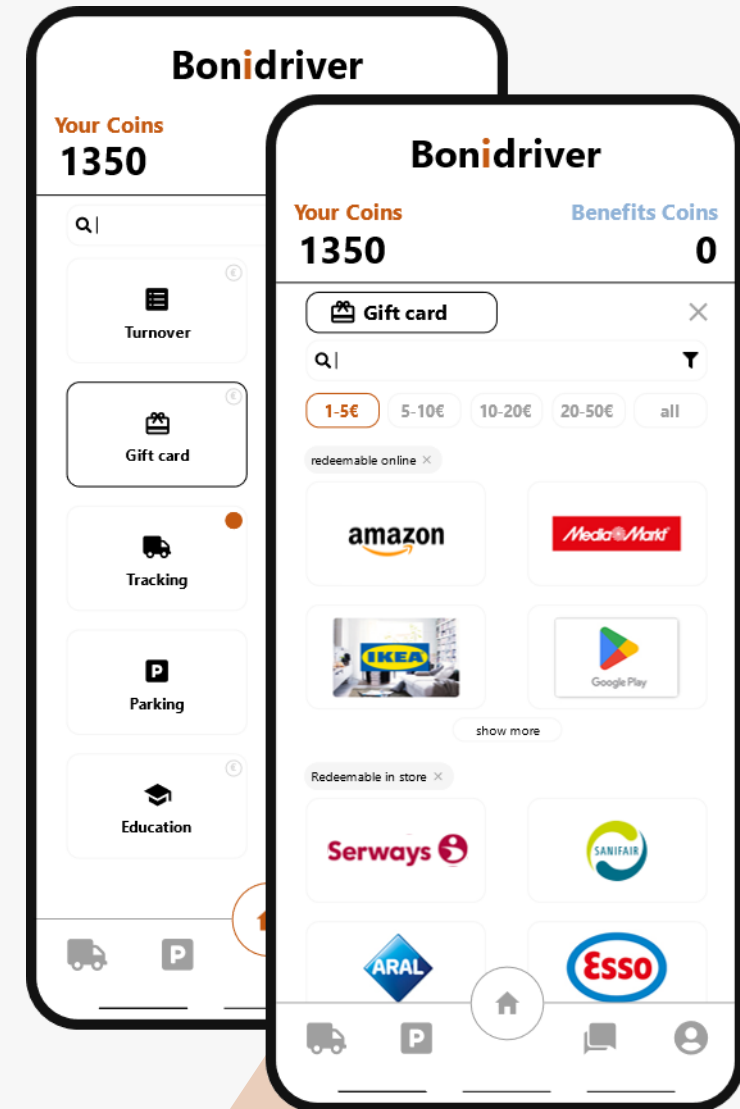 Bonidriver
Your Coins
1350
Turnover
€
Gift card
€
Tracking
P
Parking
Education
€
P
Bonidriver
Your Coins Benefits Coins
1350 0
Gift card
1-5€ 5-10€ 10-20€ 20-50€ all
redeemable online ×
amazon MediaMarkt
IKEA Google Play
show more
Redeemable in store ×
Serways SANIFAIR
ARAL Esso
P